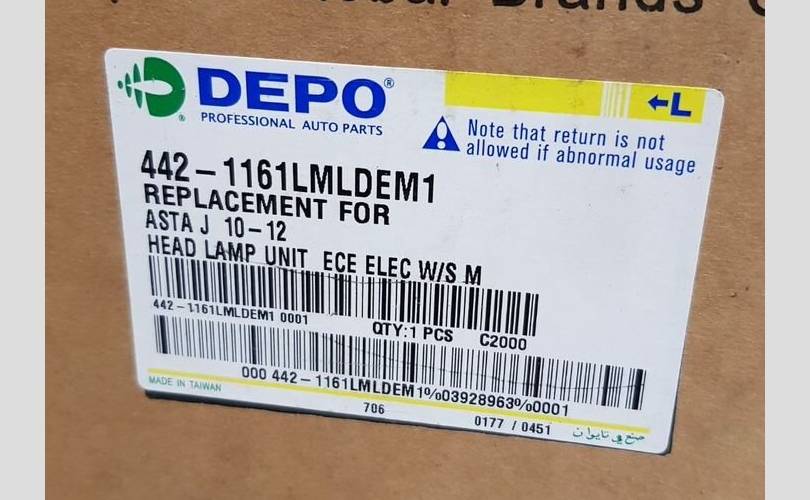 Brands
DEPO®
PROFESSIONAL AUTO PARTS
←L
Note that return is not
allowed if abnormal usage
442-1161LMLDEM1
REPLACEMENT FOR
ASTA J 10-12
HEAD LAMP UNIT ECE ELEC W/S M
442-1161LMLDEM1 0001 QTY:1 PCS C2000
000 442-1161LMLDEM1%03928963%0001
MADE IN TAIWAN 706 0177 / 0451 صنع في تايوان